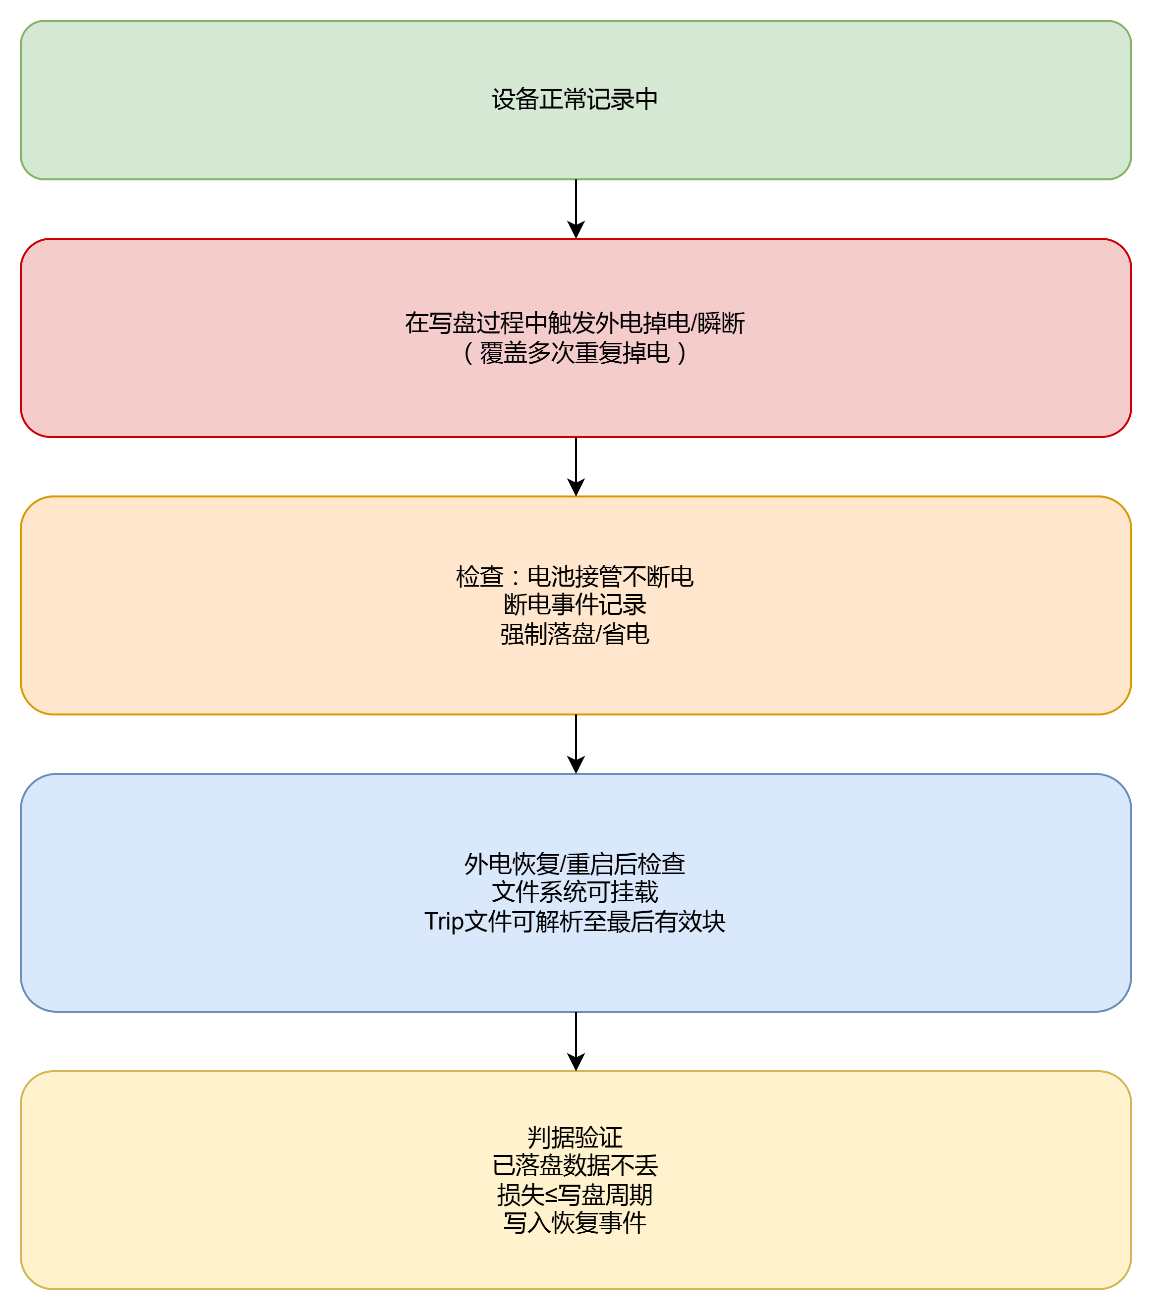 设备正常记录中
在写盘过程中触发外电掉电/瞬断
（覆盖多次重复掉电）
检查：电池接管不断电
断电事件记录
强制落盘/省电
外电恢复/重启后检查
文件系统可挂载
Trip文件可解析至最后有效块
判据验证
已落盘数据不丢
损失≤写盘周期
写入恢复事件